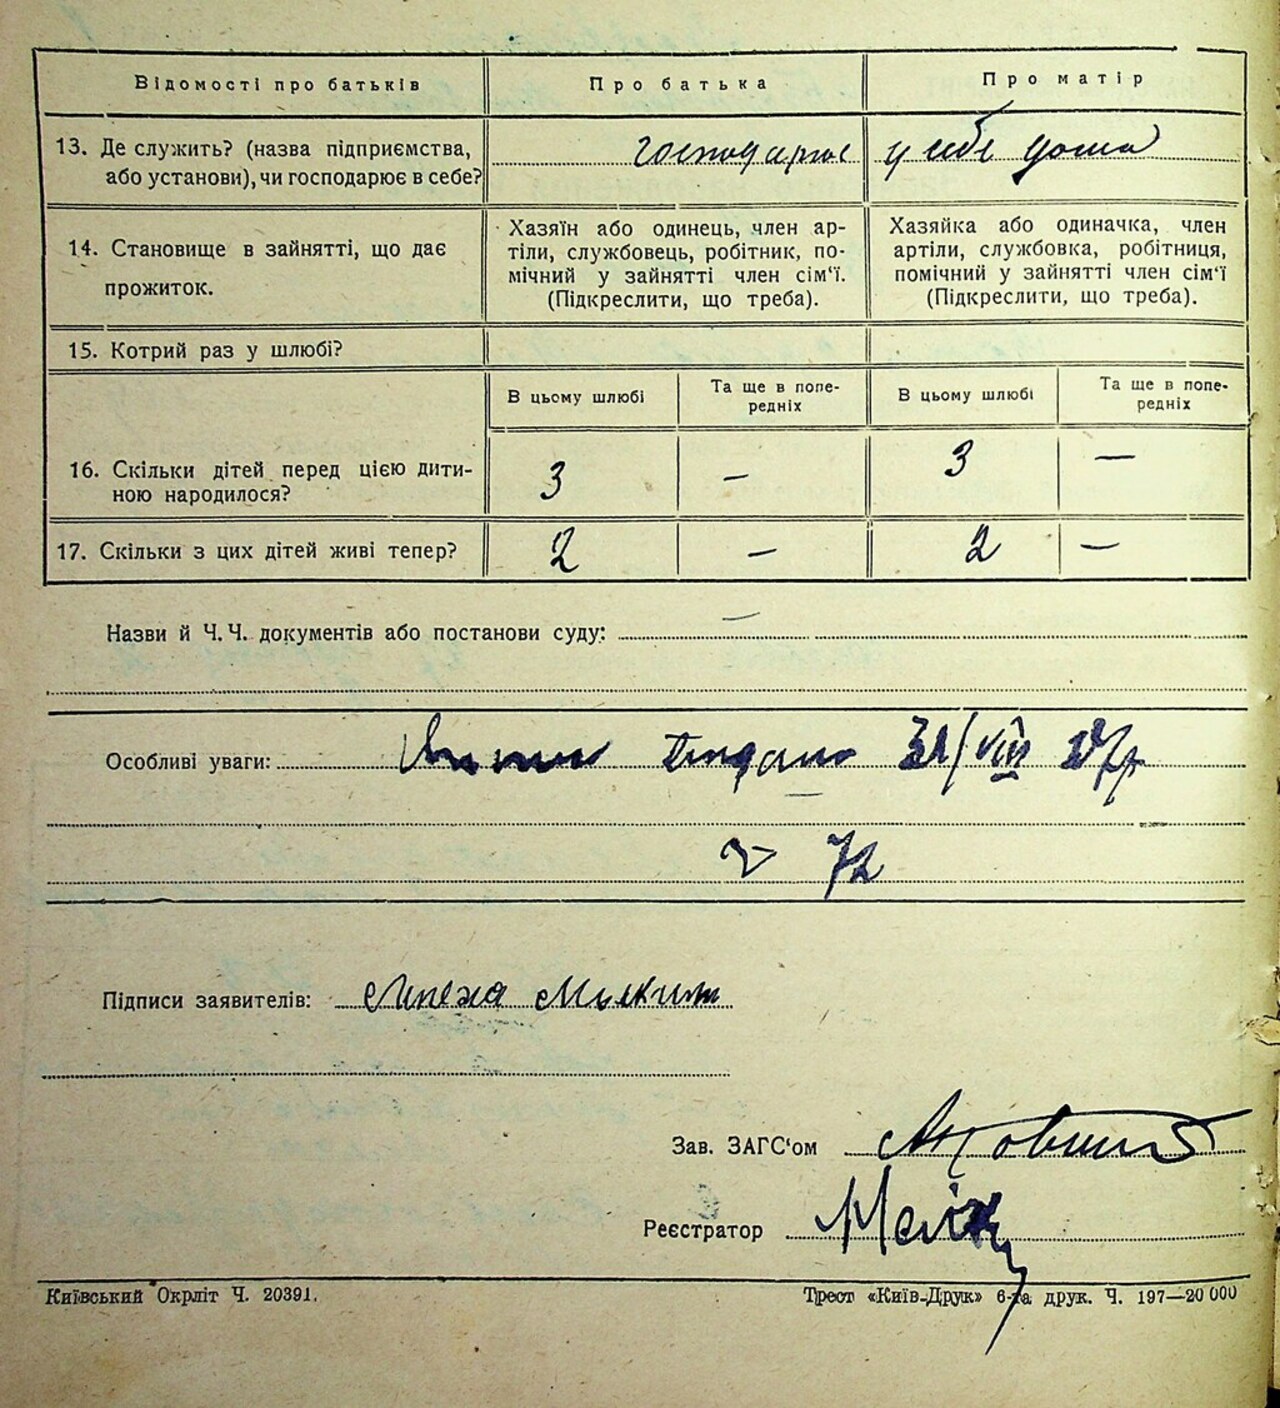 Відомості про батьків Про батька Про матір
13. Де служить? (назва підприємства, або установи), чи господарює в себе? господарює у себе дома
14. Становище в зайнятті, що дає прожиток.
Хазяїн або одинець, член ар-
тіли, службовець, робітник, по-
мічний у зайнятті член сім‘ї.
(Підкреслити, що треба).
Хазяйка або одиначка, член
артіли, службовка, робітниця,
помічний у зайнятті член сім‘ї
(Підкреслити, що треба).
15. Котрий раз у шлюбі?
В цьому шлюбі Та ще в попе-
редніх В цьому шлюбі Та ще в попе-
редніх
16. Скільки дітей перед цією дити-
ною народилося? 3 — 3 —
17. Скільки з цих дітей живі тепер? 2 — 2 —
Назви й Ч. Ч. документів або постанови суду: —
Особливі уваги:
72
Підписи заявителів:
Зав. ЗАГС‘ом
Реєстратор
Київський Окрліт Ч. 20391. Трест «Київ-Друк» 6-та друк. Ч. 197—20 000